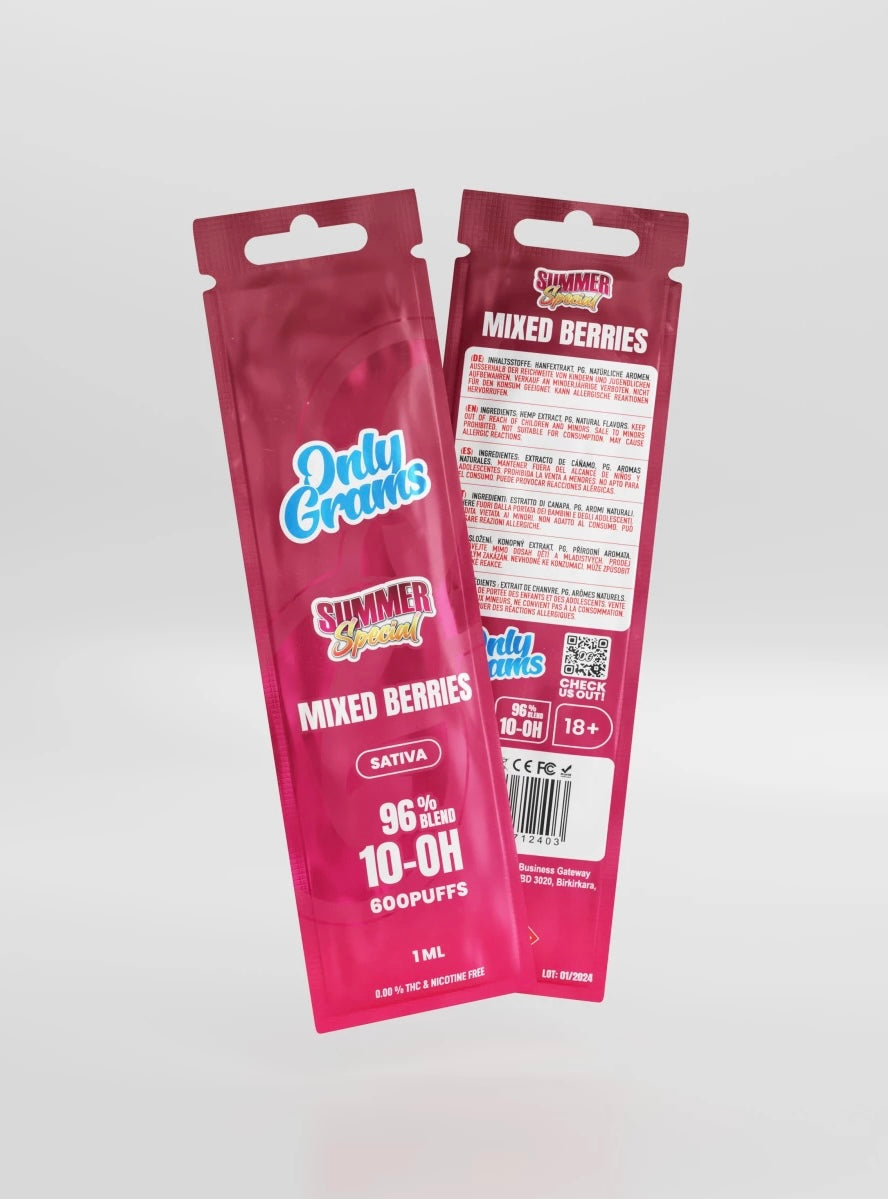 Only
Grams
SUMMER
Special
MIXED BERRIES
SATIVA
96% BLEND
10-OH
600PUFFS
1 ML
0.00 % THC & NICOTINE FREE
SUMMER
Special
MIXED BERRIES
(DE) INHALTSSTOFFE: HANFEXTRAKT, PG, NATÜRLICHE AROMEN.
AUSSERHALB DER REICHWEITE VON KINDERN UND JUGENDLICHEN
AUFBEWAHREN. VERKAUF AN MINDERJÄHRIGE VERBOTEN. NICHT
FÜR DEN KONSUM GEEIGNET. KANN ALLERGISCHE REAKTIONEN
HERVORRUFEN.
(EN) INGREDIENTS: HEMP EXTRACT, PG, NATURAL FLAVORS. KEEP
OUT OF REACH OF CHILDREN AND MINORS. SALE TO MINORS
PROHIBITED. NOT SUITABLE FOR CONSUMPTION. MAY CAUSE
ALLERGIC REACTIONS.
(ES) INGREDIENTES: EXTRACTO DE CÁÑAMO, PG, AROMAS
NATURALES. MANTENER FUERA DEL ALCANCE DE NIÑOS Y
ADOLESCENTES. PROHIBIDA LA VENTA A MENORES. NO APTO PARA
EL CONSUMO. PUEDE PROVOCAR REACCIONES ALÉRGICAS.
INGREDIENTI: ESTRATTO DI CANAPA, PG, AROMI NATURALI.
FUORI DALLA PORTATA DEI BAMBINI E DEGLI ADOLESCENTI.
VIETATA AI MINORI. NON ADATTO AL CONSUMO. PUÒ
REAZIONI ALLERGICHE.
SLOŽENÍ: KONOPNÝ EXTRAKT, PG, PŘÍRODNÍ AROMATA.
MIMO DOSAH DĚTÍ A MLADISTVÝCH. PRODEJ
ZAKÁZÁN. NEVHODNÉ KE KONZUMACI. MŮŽE ZPŮSOBIT
REAKCE.
: EXTRAIT DE CHANVRE, PG, ARÔMES NATURELS.
DE PORTÉE DES ENFANTS ET DES ADOLESCENTS. VENTE
MINEURS, NE CONVIENT PAS À LA CONSOMMATION.
DES RÉACTIONS ALLERGIQUES.
Only
Grams
CHECK
US OUT!
96% BLEND
10-OH
18+
CE FC
712403
Business Gateway
BD 3020, Birkirkara,
LOT: 01/2024